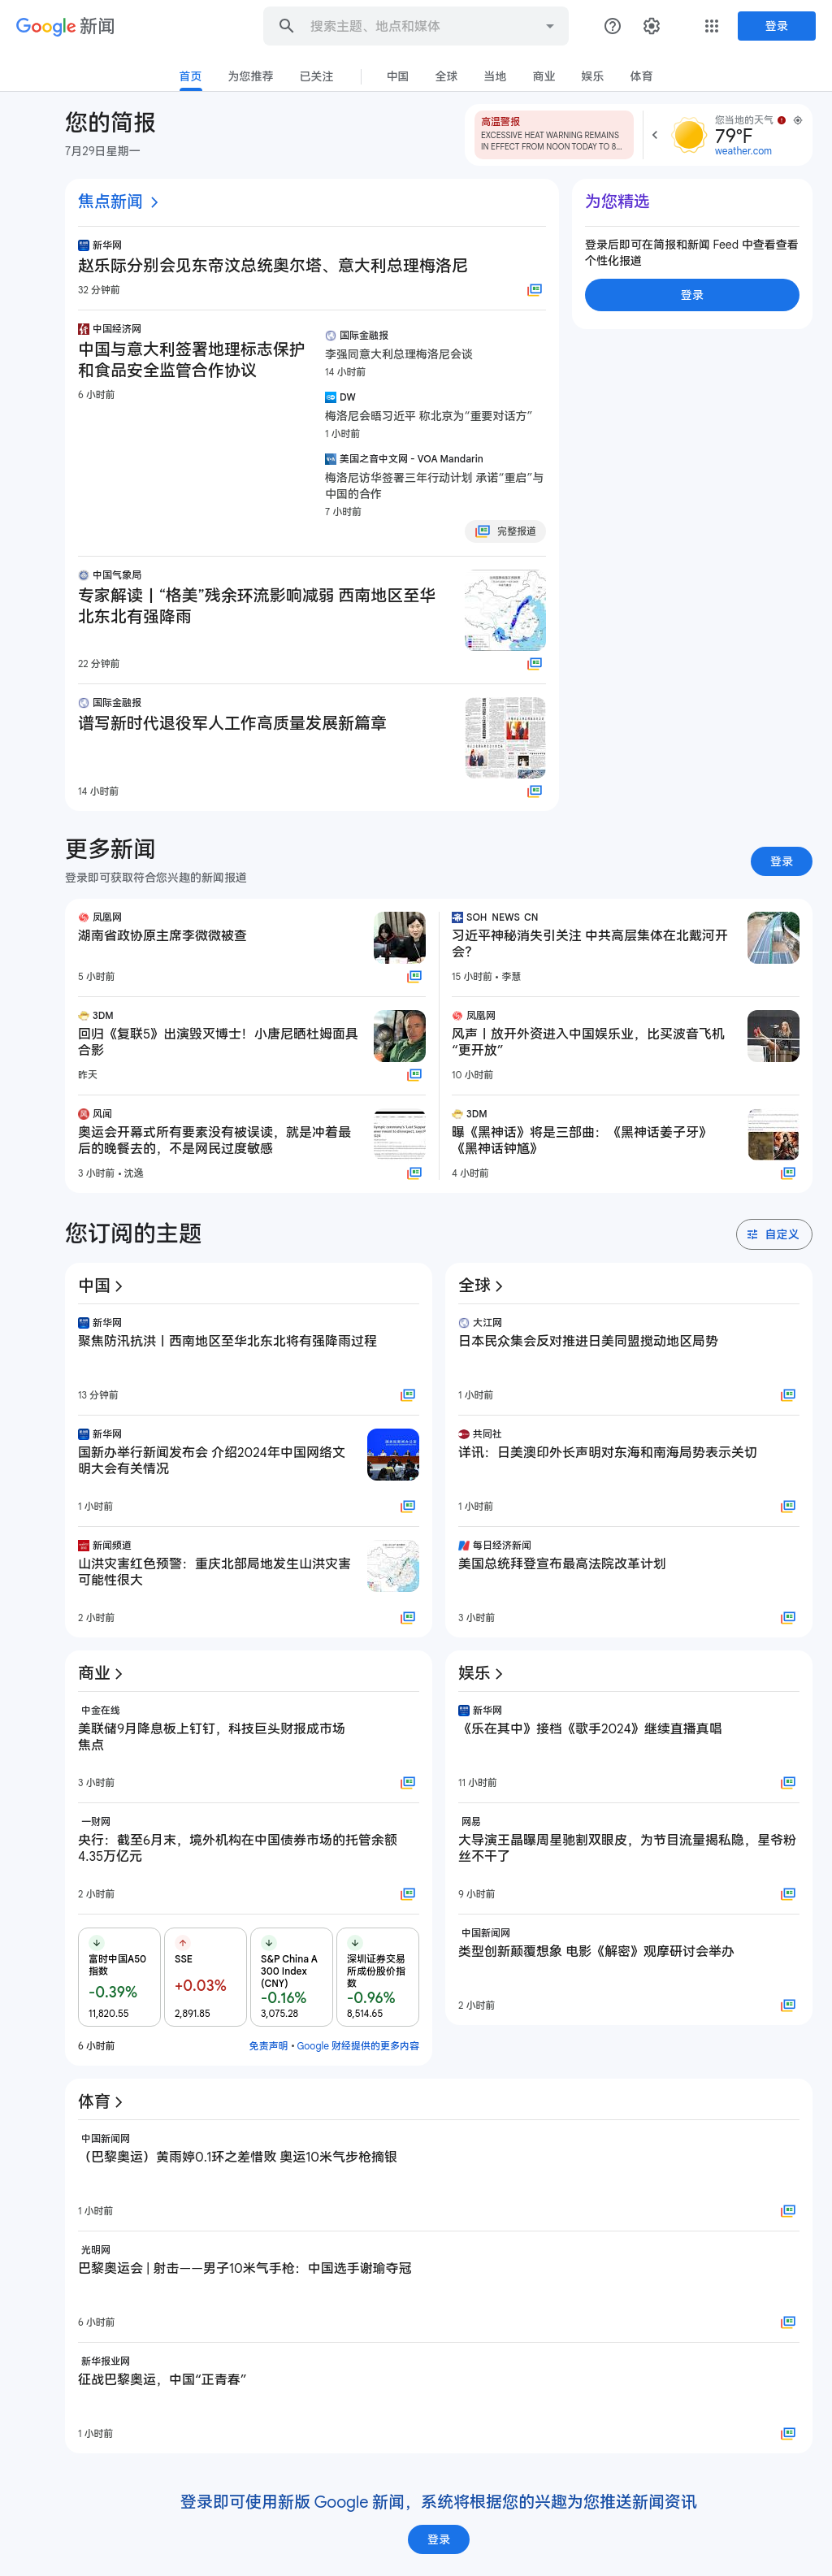 Google 新闻
搜索主题、地点和媒体
登录
首页 为您推荐 已关注 中国 全球 当地 商业 娱乐 体育
您的简报
7月29日星期一
高温警报
EXCESSIVE HEAT WARNING REMAINS
IN EFFECT FROM NOON TODAY TO 8...
您当地的天气
79°F
weather.com
焦点新闻
新华网
赵乐际分别会见东帝汶总统奥尔塔、意大利总理梅洛尼
32 分钟前
中国经济网
中国与意大利签署地理标志保护
和食品安全监管合作协议
6 小时前
国际金融报
李强同意大利总理梅洛尼会谈
14 小时前
DW
梅洛尼会晤习近平 称北京为“重要对话方”
1 小时前
美国之音中文网 - VOA Mandarin
梅洛尼访华签署三年行动计划 承诺“重启”与
中国的合作
7 小时前
完整报道
中国气象局
专家解读丨“格美”残余环流影响减弱 西南地区至华
北东北有强降雨
22 分钟前
国际金融报
谱写新时代退役军人工作高质量发展新篇章
14 小时前
为您精选
登录后即可在简报和新闻 Feed 中查看查看
个性化报道
登录
更多新闻
登录即可获取符合您兴趣的新闻报道
登录
凤凰网
湖南省政协原主席李微微被查
5 小时前
3DM
回归《复联5》出演毁灭博士！小唐尼晒杜姆面具
合影
昨天
风闻
奥运会开幕式所有要素没有被误读，就是冲着最
后的晚餐去的，不是网民过度敏感
3 小时前 • 沈逸
SOH NEWS CN
习近平神秘消失引关注 中共高层集体在北戴河开
会？
15 小时前 • 李慧
凤凰网
风声丨放开外资进入中国娱乐业，比买波音飞机
“更开放”
10 小时前
3DM
曝《黑神话》将是三部曲：《黑神话姜子牙》
《黑神话钟馗》
4 小时前
您订阅的主题
自定义
中国
新华网
聚焦防汛抗洪丨西南地区至华北东北将有强降雨过程
13 分钟前
新华网
国新办举行新闻发布会 介绍2024年中国网络文
明大会有关情况
1 小时前
新闻频道
山洪灾害红色预警：重庆北部局地发生山洪灾害
可能性很大
2 小时前
全球
大江网
日本民众集会反对推进日美同盟搅动地区局势
1 小时前
共同社
详讯：日美澳印外长声明对东海和南海局势表示关切
1 小时前
每日经济新闻
美国总统拜登宣布最高法院改革计划
3 小时前
商业
中金在线
美联储9月降息板上钉钉，科技巨头财报成市场
焦点
3 小时前
一财网
央行：截至6月末，境外机构在中国债券市场的托管余额
4.35万亿元
2 小时前
富时中国A50
指数
-0.39%
11,820.55
SSE
+0.03%
2,891.85
S&P China A
300 Index
(CNY)
-0.16%
3,075.28
深圳证券交易
所成份股价指
数
-0.96%
8,514.65
6 小时前
免责声明 • Google 财经提供的更多内容
娱乐
新华网
《乐在其中》接档《歌手2024》继续直播真唱
11 小时前
网易
大导演王晶曝周星驰割双眼皮，为节目流量揭私隐，星爷粉
丝不干了
9 小时前
中国新闻网
类型创新颠覆想象 电影《解密》观摩研讨会举办
2 小时前
体育
中国新闻网
（巴黎奥运）黄雨婷0.1环之差惜败 奥运10米气步枪摘银
1 小时前
光明网
巴黎奥运会 | 射击——男子10米气手枪：中国选手谢瑜夺冠
6 小时前
新华报业网
征战巴黎奥运，中国“正青春”
1 小时前
登录即可使用新版 Google 新闻，系统将根据您的兴趣为您推送新闻资讯
登录